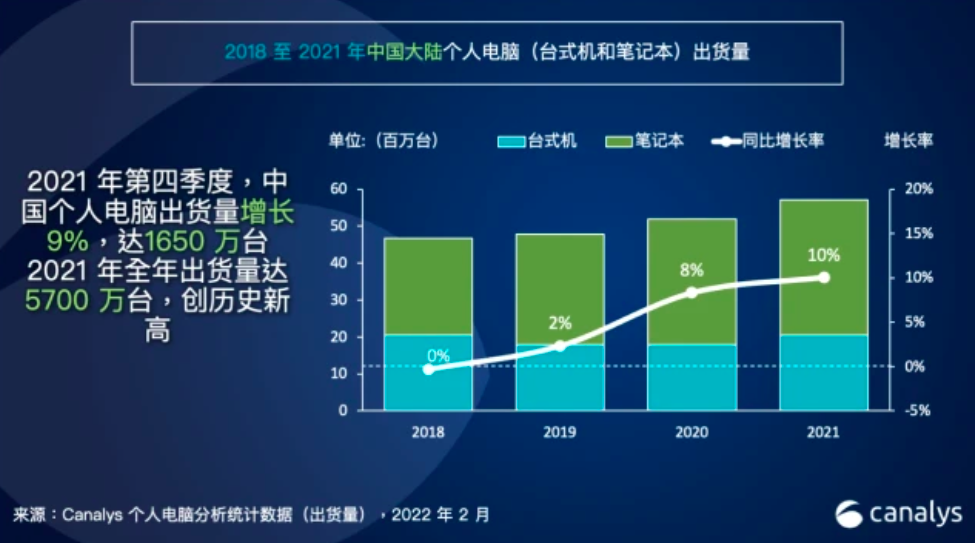 2018 至 2021 年中国大陆个人电脑（台式机和笔记本）出货量
单位:（百万台） 台式机 笔记本 同比增长率 增长率
2021 年第四季度，中
国个人电脑出货量增长
9%，达1650 万台
2021 年全年出货量达
5700 万台，创历史新
高
60 20%
50 15%
40 10%
30 5%
20 0%
10 -5%
0
0% 2% 8% 10%
2018 2019 2020 2021
来源：Canalys 个人电脑分析统计数据（出货量），2022 年 2 月
canalys